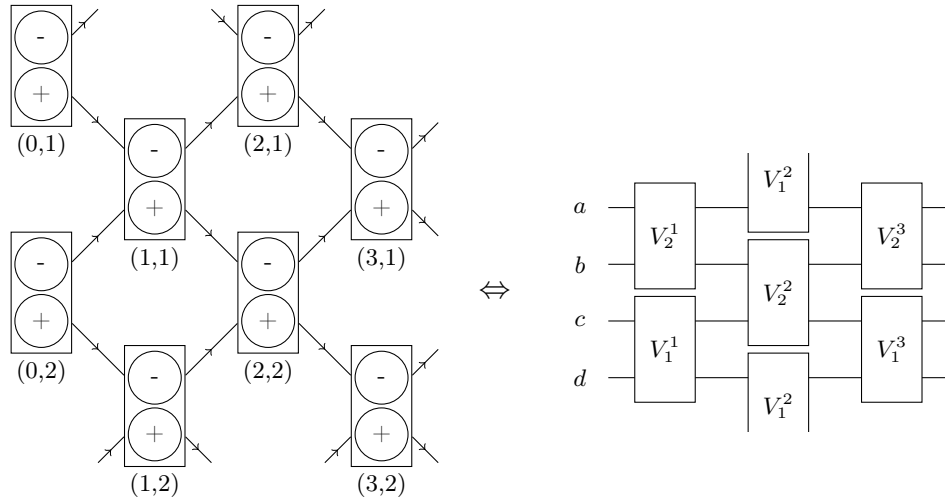 - -
+ +
(0,1) (2,1)
- -
+ +
(1,1) (3,1)
- -
+ +
(0,2) (2,2)
- -
+ +
(1,2) (3,2)
⇔
V_1^2
a
V_2^1 V_2^3
b
V_2^2
c
V_1^1 V_1^3
d
V_1^2